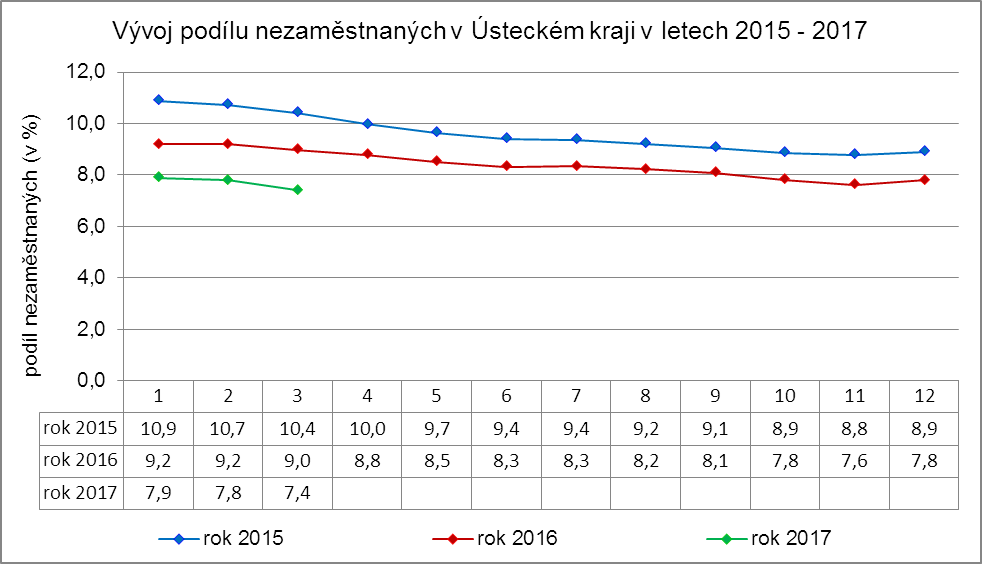 Vývoj podílu nezaměstnaných v Ústeckém kraji v letech 2015 - 2017
podíl nezaměstnaných (v %)
12,0
10,0
8,0
6,0
4,0
2,0
0,0
1 2 3 4 5 6 7 8 9 10 11 12
rok 2015 10,9 10,7 10,4 10,0 9,7 9,4 9,4 9,2 9,1 8,9 8,8 8,9
rok 2016 9,2 9,2 9,0 8,8 8,5 8,3 8,3 8,2 8,1 7,8 7,6 7,8
rok 2017 7,9 7,8 7,4
rok 2015 rok 2016 rok 2017